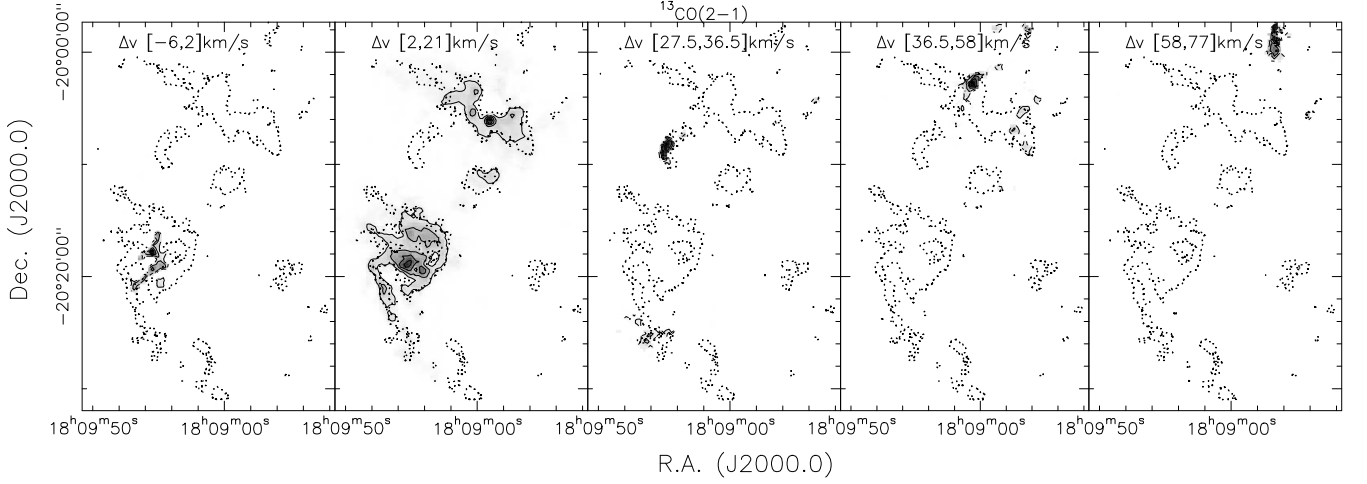 ¹³CO(2−1)
Δv [−6,2]km/s
Δv [2,21]km/s
Δv [27.5,36.5]km/s
Δv [36.5,58]km/s
Δv [58,77]km/s
−20°00'00"
−20°20'00"
Dec. (J2000.0)
18ʰ09ᵐ50ˢ 18ʰ09ᵐ00ˢ 18ʰ09ᵐ50ˢ 18ʰ09ᵐ00ˢ 18ʰ09ᵐ50ˢ 18ʰ09ᵐ00ˢ 18ʰ09ᵐ50ˢ 18ʰ09ᵐ00ˢ 18ʰ09ᵐ50ˢ 18ʰ09ᵐ00ˢ
R.A. (J2000.0)